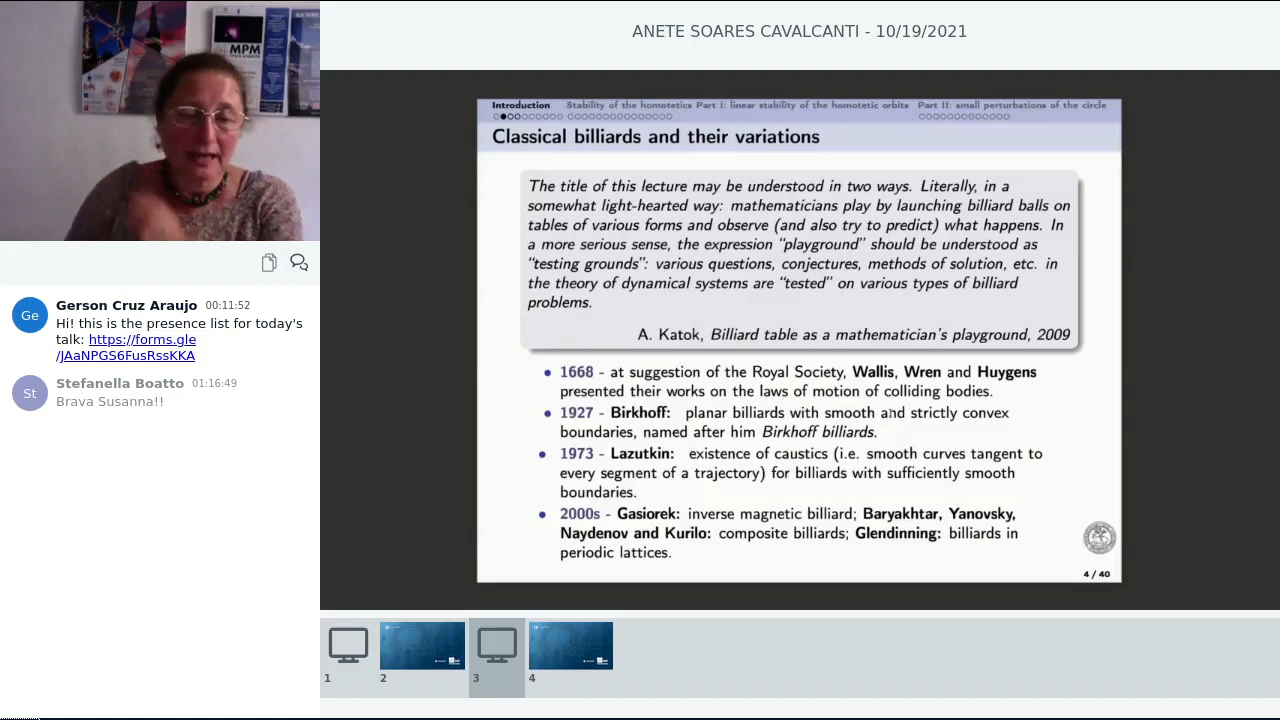 ANETE SOARES CAVALCANTI - 10/19/2021
MPM
Gerson Cruz Araujo 00:11:52
Hi! this is the presence list for today's
talk: https://forms.gle
/JAaNPGS6FusRssKKA
Ge
Stefanella Boatto 01:16:49
Brava Susanna!!
St
Introduction Stability of the homotetics Part I: linear stability of the homotetic orbits Part II: small perturbations of the circle
Classical billiards and their variations
The title of this lecture may be understood in two ways. Literally, in a
somewhat light-hearted way: mathematicians play by launching billiard balls on
tables of various forms and observe (and also try to predict) what happens. In
a more serious sense, the expression “playground” should be understood as
“testing grounds”: various questions, conjectures, methods of solution, etc. in
the theory of dynamical systems are “tested” on various types of billiard
problems.
A. Katok, Billiard table as a mathematician's playground, 2009
• 1668 - at suggestion of the Royal Society, Wallis, Wren and Huygens
presented their works on the laws of motion of colliding bodies.
• 1927 - Birkhoff: planar billiards with smooth and strictly convex
boundaries, named after him Birkhoff billiards.
• 1973 - Lazutkin: existence of caustics (i.e. smooth curves tangent to
every segment of a trajectory) for billiards with sufficiently smooth
boundaries.
• 2000s - Gasiorek: inverse magnetic billiard; Baryakhtar, Yanovsky,
Naydenov and Kurilo: composite billiards; Glendinning: billiards in
periodic lattices.
4 / 40
1 2 3 4